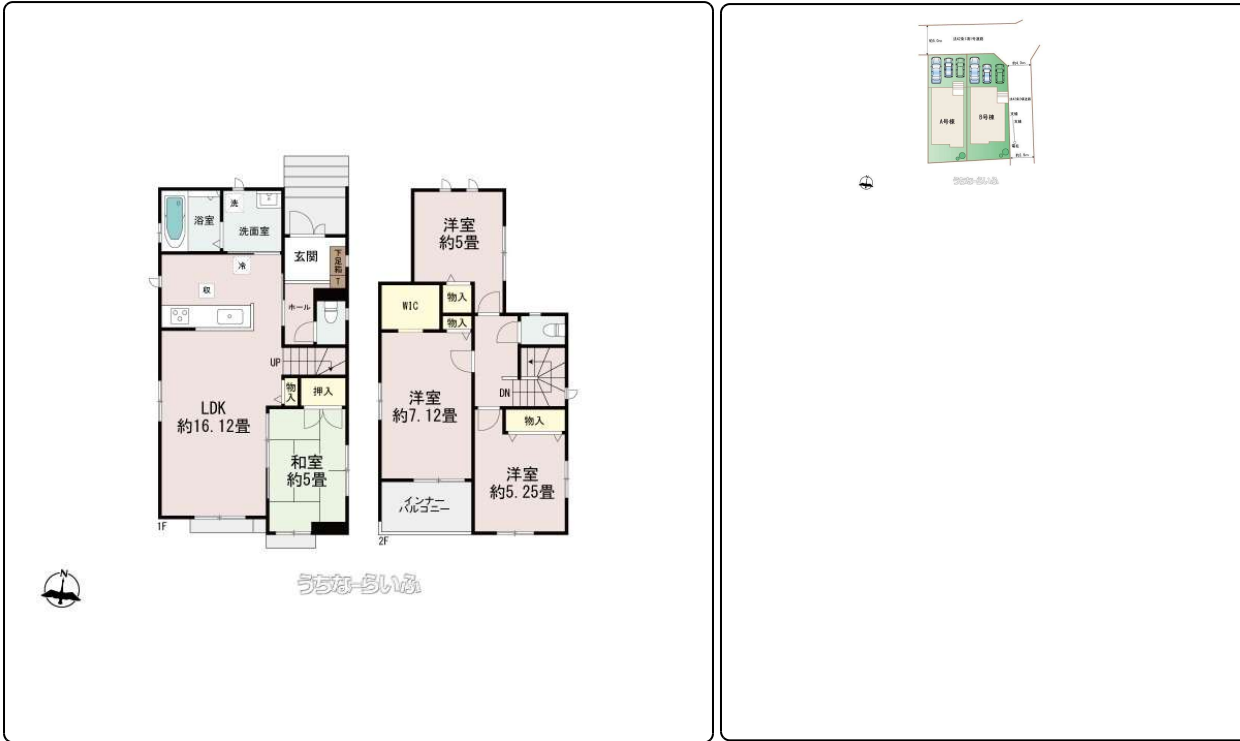 浴室
洗
洗面室
玄関
下足箱
T
冷
収
ホール
UP
物入
押入
LDK
約16.12畳
和室
約5畳
1F
洋室
約5畳
WIC
物入
物入
洋室
約7.12畳
DN
物入
洋室
約5.25畳
インナー
バルコニー
2F
N
うちなーらいふ
A号棟
B号棟
うちなーらいふ